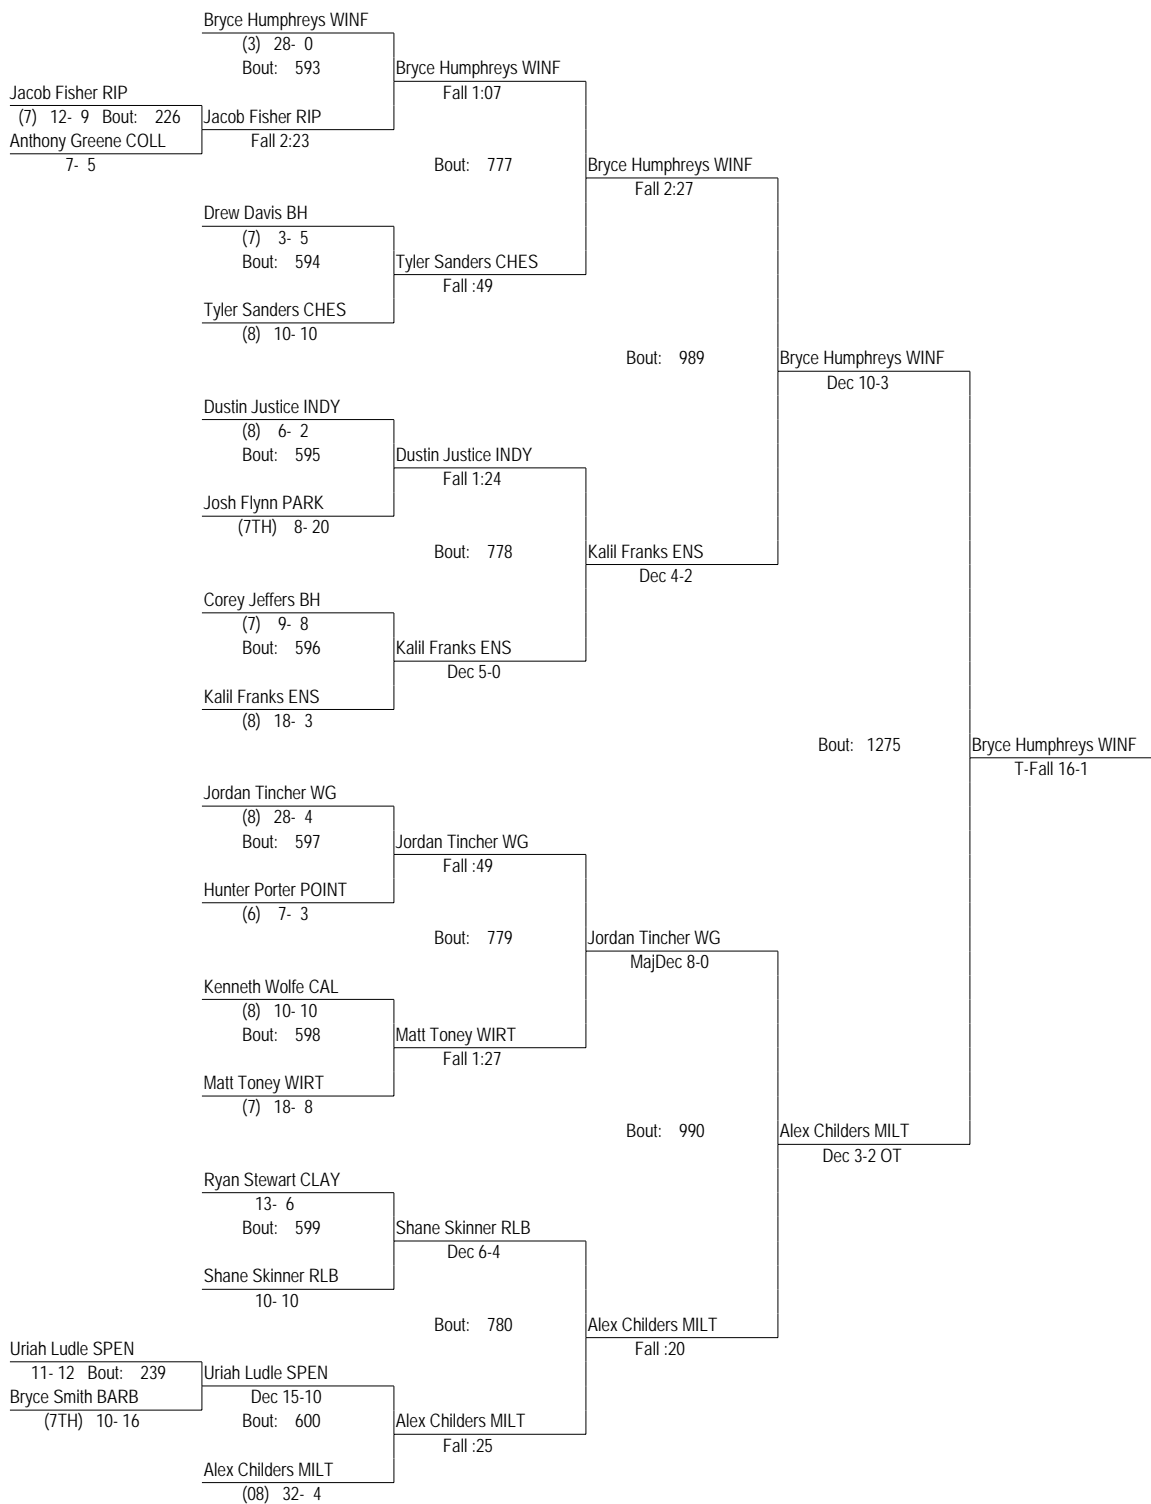 Bryce Humphreys WINF
(3) 28- 0
Bout: 593
Bryce Humphreys WINF
Fall 1:07
Jacob Fisher RIP
(7) 12- 9 Bout: 226
Jacob Fisher RIP
Anthony Greene COLL
Fall 2:23
7- 5
Bout: 777
Bryce Humphreys WINF
Fall 2:27
Drew Davis BH
(7) 3- 5
Bout: 594
Tyler Sanders CHES
Fall :49
Tyler Sanders CHES
(8) 10- 10
Bout: 989
Bryce Humphreys WINF
Dec 10-3
Dustin Justice INDY
(8) 6- 2
Bout: 595
Dustin Justice INDY
Fall 1:24
Josh Flynn PARK
(7TH) 8- 20
Bout: 778
Kalil Franks ENS
Dec 4-2
Corey Jeffers BH
(7) 9- 8
Bout: 596
Kalil Franks ENS
Dec 5-0
Kalil Franks ENS
(8) 18- 3
Bout: 1275
Bryce Humphreys WINF
T-Fall 16-1
Jordan Tincher WG
(8) 28- 4
Bout: 597
Jordan Tincher WG
Fall :49
Hunter Porter POINT
(6) 7- 3
Bout: 779
Jordan Tincher WG
MajDec 8-0
Kenneth Wolfe CAL
(8) 10- 10
Bout: 598
Matt Toney WIRT
Fall 1:27
Matt Toney WIRT
(7) 18- 8
Bout: 990
Alex Childers MILT
Dec 3-2 OT
Ryan Stewart CLAY
13- 6
Bout: 599
Shane Skinner RLB
Dec 6-4
Shane Skinner RLB
10- 10
Bout: 780
Alex Childers MILT
Fall :20
Uriah Ludle SPEN
11- 12 Bout: 239
Uriah Ludle SPEN
Bryce Smith BARB
Dec 15-10
(7TH) 10- 16
Bout: 600
Alex Childers MILT
Fall :25
Alex Childers MILT
(08) 32- 4